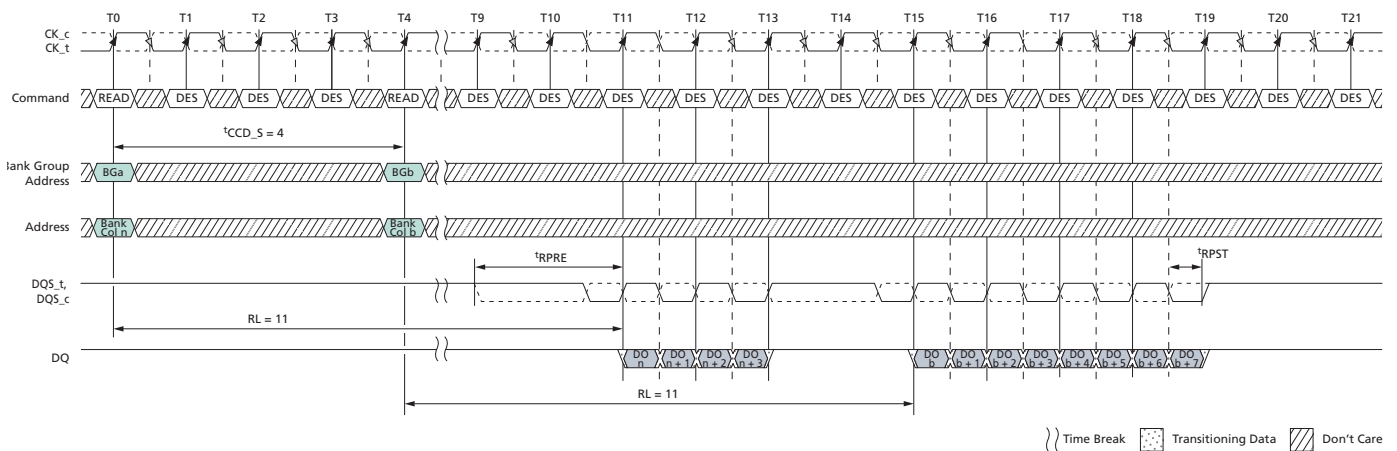 T0 T1 T2 T3 T4 T9 T10 T11 T12 T13 T14 T15 T16 T17 T18 T19 T20 T21
CK_c
CK_t
Command READ DES DES DES READ DES DES DES DES DES DES DES DES DES DES DES DES DES
tCCD_S = 4
Bank Group
Address
BGa BGb
Address
Bank
Col n
Bank
Col b
tRPRE
tRPST
DQS_t,
DQS_c
RL = 11
DQ
DO
n
DO
n + 1
DO
n + 2
DO
n + 3
DO
b
DO
b + 1
DO
b + 2
DO
b + 3
DO
b + 4
DO
b + 5
DO
b + 6
DO
b + 7
RL = 11
Time Break Transitioning Data Don't Care